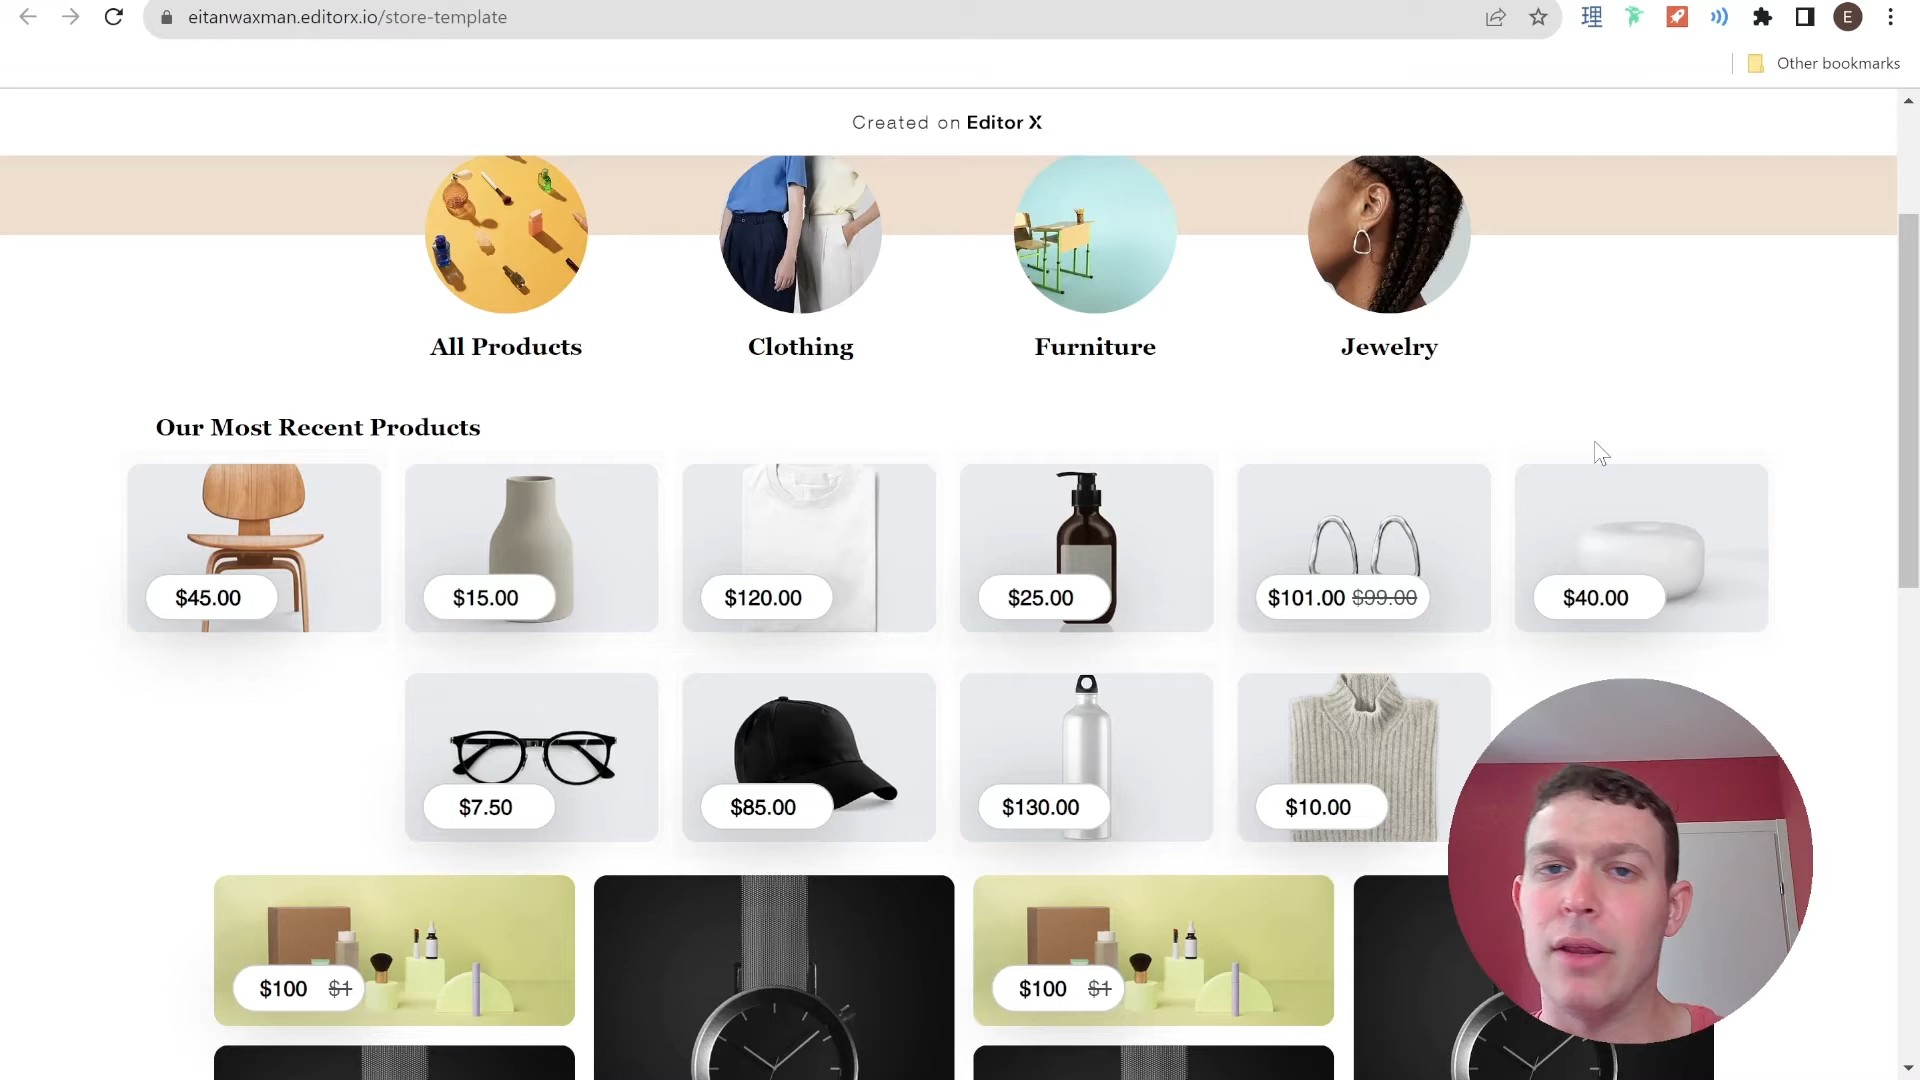 eitanwaxman.editorx.io/store-template
E
Other bookmarks
Created on Editor X
All Products
Clothing
Furniture
Jewelry
Our Most Recent Products
$45.00
$15.00
$120.00
$25.00
$101.00 $99.00
$40.00
$7.50
$85.00
$130.00
$10.00
$100 $1
$100 $1